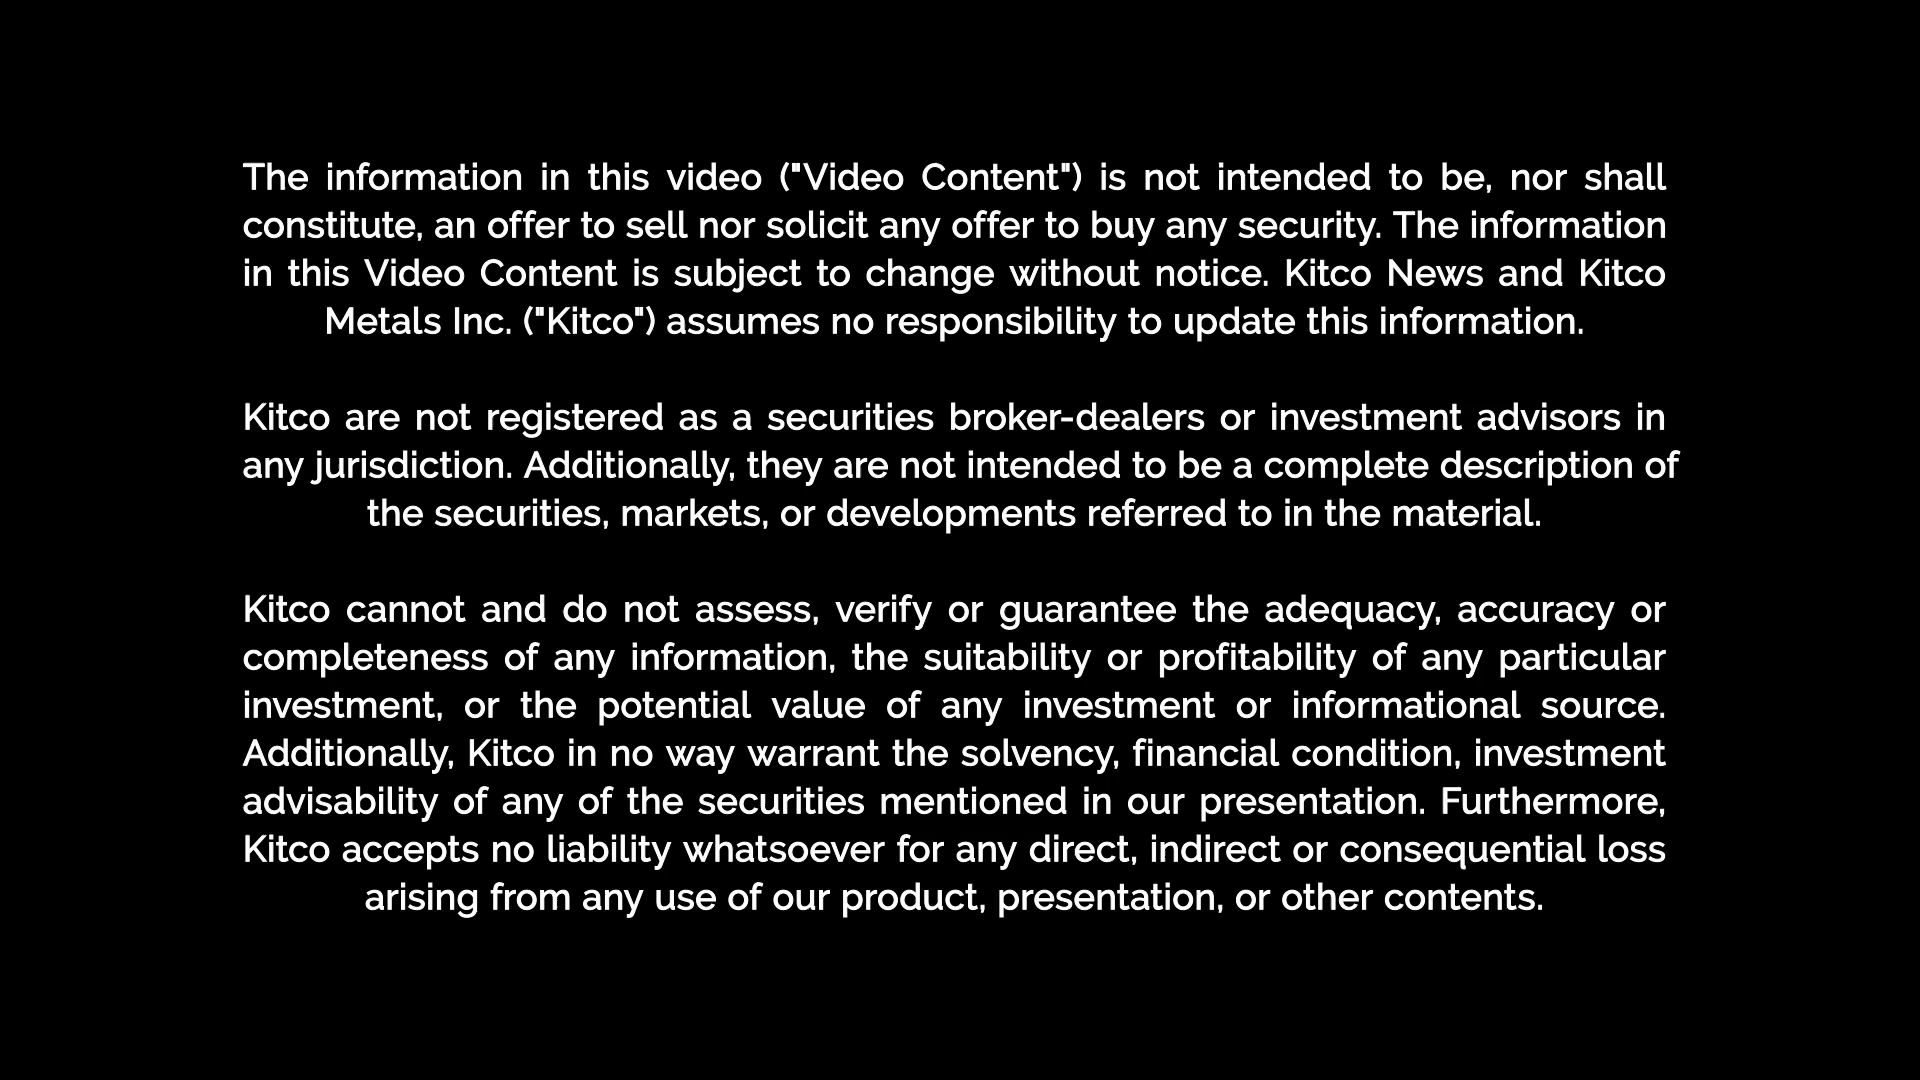 The information in this video ("Video Content") is not intended to be, nor shall
constitute, an offer to sell nor solicit any offer to buy any security. The information
in this Video Content is subject to change without notice. Kitco News and Kitco
Metals Inc. ("Kitco") assumes no responsibility to update this information.
Kitco are not registered as a securities broker-dealers or investment advisors in
any jurisdiction. Additionally, they are not intended to be a complete description of
the securities, markets, or developments referred to in the material.
Kitco cannot and do not assess, verify or guarantee the adequacy, accuracy or
completeness of any information, the suitability or profitability of any particular
investment, or the potential value of any investment or informational source.
Additionally, Kitco in no way warrant the solvency, financial condition, investment
advisability of any of the securities mentioned in our presentation. Furthermore,
Kitco accepts no liability whatsoever for any direct, indirect or consequential loss
arising from any use of our product, presentation, or other contents.